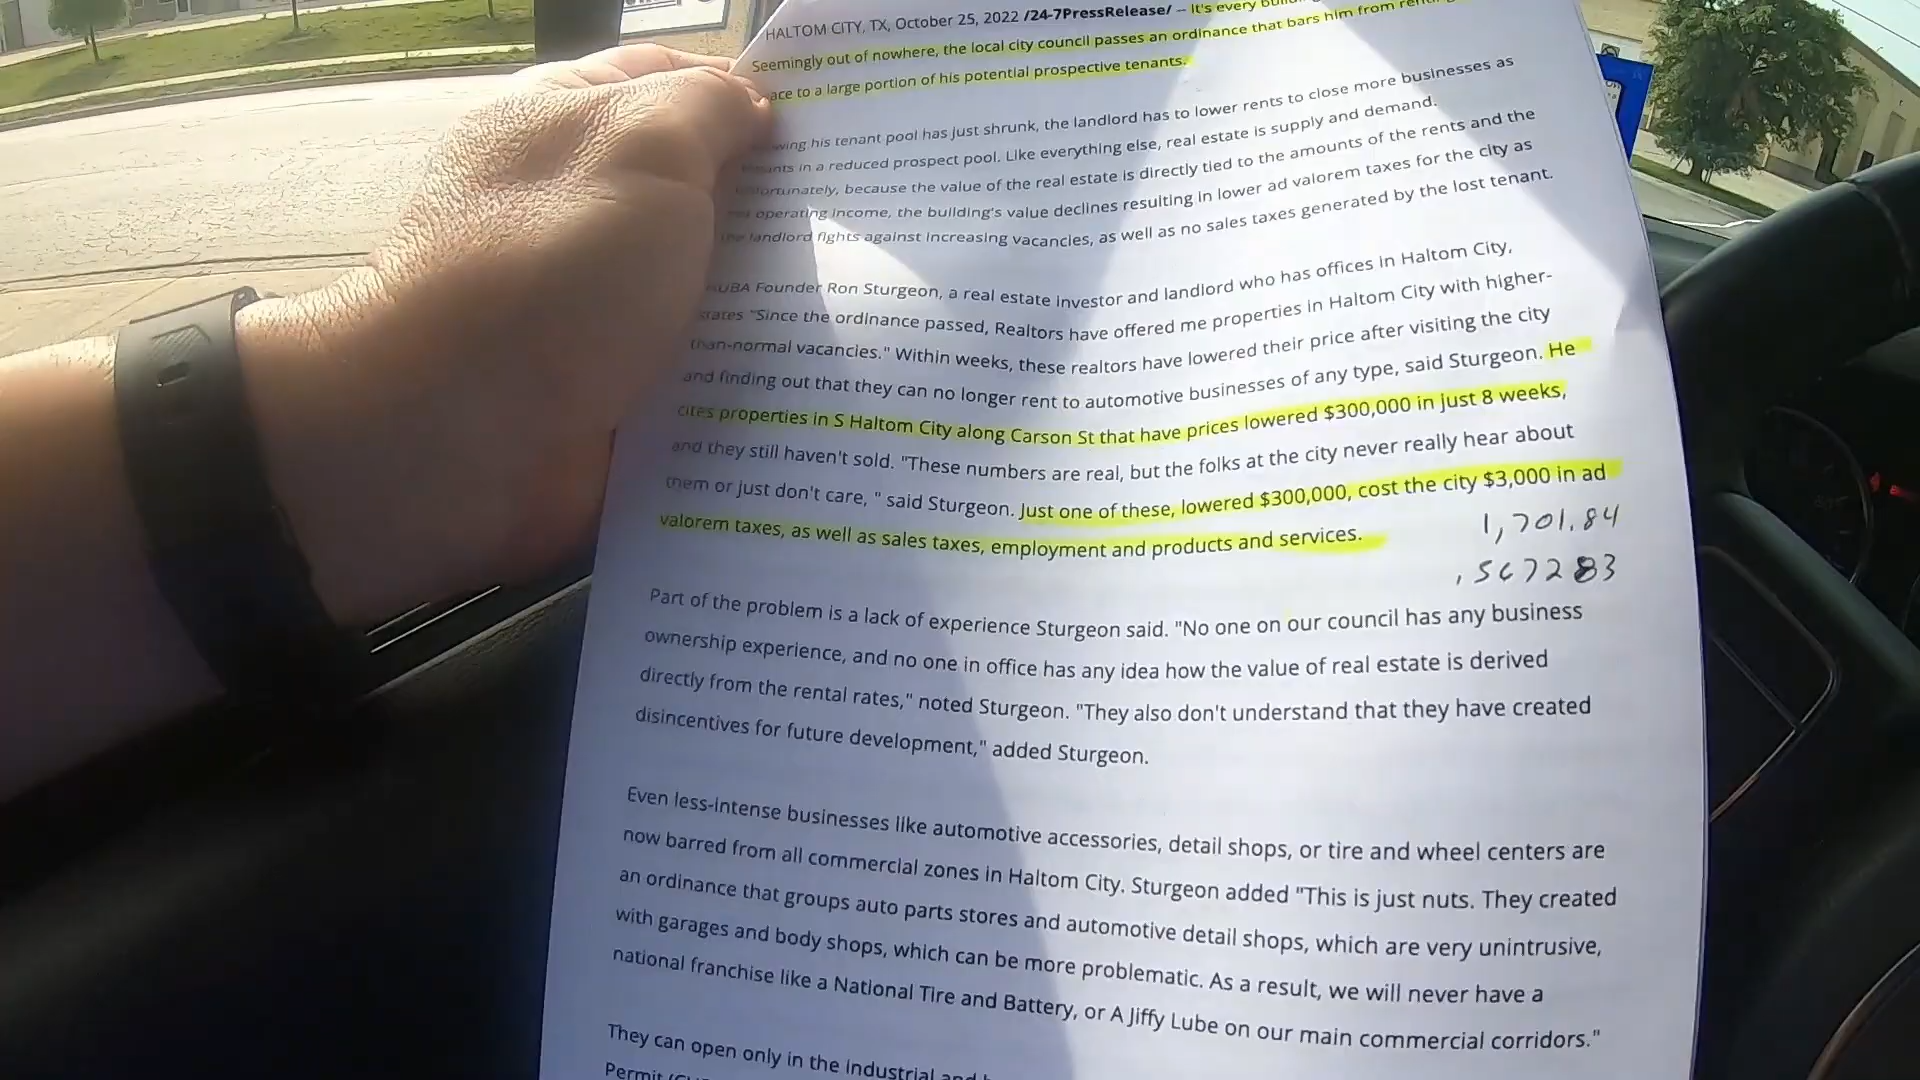 HALTOM CITY, TX, October 25, 2022 /24-7PressRelease/ -- It's every
Seemingly out of nowhere, the local city council passes an ordinance that bars him from
to a large portion of his potential prospective tenants.
his tenant pool has just shrunk, the landlord has to lower rents to close more businesses as
in a reduced prospect pool. Like everything else, real estate is supply and demand.
because the value of the real estate is directly tied to the amounts of the rents and the
operating income, the building's value declines resulting in lower ad valorem taxes for the city as
the landlord fights against increasing vacancies, as well as no sales taxes generated by the lost tenant.
Founder Ron Sturgeon, a real estate investor and landlord who has offices in Haltom City,
states "Since the ordinance passed, Realtors have offered me properties in Haltom City with higher-
than-normal vacancies." Within weeks, these realtors have lowered their price after visiting the city
and finding out that they can no longer rent to automotive businesses of any type, said Sturgeon. He
cites properties in S Haltom City along Carson St that have prices lowered $300,000 in just 8 weeks,
and they still haven't sold. "These numbers are real, but the folks at the city never really hear about
them or just don't care, " said Sturgeon. Just one of these, lowered $300,000, cost the city $3,000 in ad
valorem taxes, as well as sales taxes, employment and products and services.
1,701.84
.567283
Part of the problem is a lack of experience Sturgeon said. "No one on our council has any business
ownership experience, and no one in office has any idea how the value of real estate is derived
directly from the rental rates," noted Sturgeon. "They also don't understand that they have created
disincentives for future development," added Sturgeon.
Even less-intense businesses like automotive accessories, detail shops, or tire and wheel centers are
now barred from all commercial zones in Haltom City. Sturgeon added "This is just nuts. They created
an ordinance that groups auto parts stores and automotive detail shops, which are very unintrusive,
with garages and body shops, which can be more problematic. As a result, we will never have a
national franchise like a National Tire and Battery, or A Jiffy Lube on our main commercial corridors."
They can open only in the industrial and
Permit